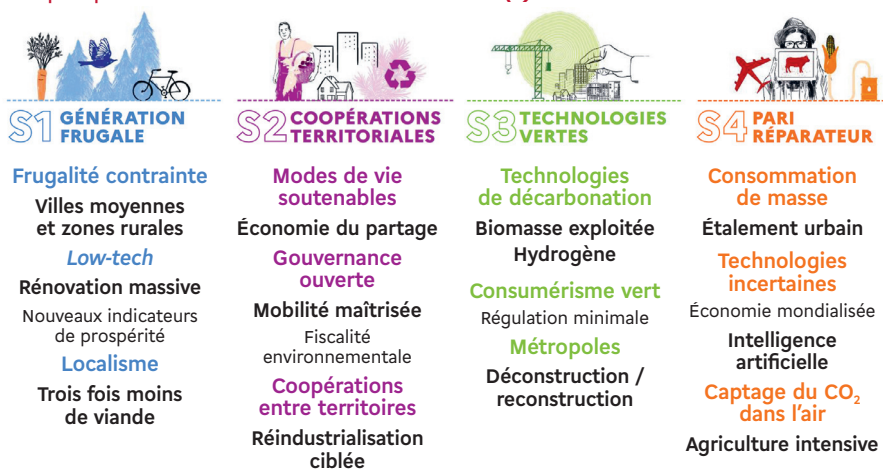 S1 GÉNÉRATION
FRUGALE
Frugalité contrainte
Villes moyennes
et zones rurales
Low-tech
Rénovation massive
Nouveaux indicateurs
de prospérité
Localisme
Trois fois moins
de viande
S2 COOPÉRATIONS
TERRITORIALES
Modes de vie
soutenables
Économie du partage
Gouvernance
ouverte
Mobilité maîtrisée
Fiscalité
environnementale
Coopérations
entre territoires
Réindustrialisation
ciblée
S3 TECHNOLOGIES
VERTES
Technologies
de décarbonation
Biomasse exploitée
Hydrogène
Consumérisme vert
Régulation minimale
Métropoles
Déconstruction /
reconstruction
S4 PARI
RÉPARATEUR
Consommation
de masse
Étalement urbain
Technologies
incertaines
Économie mondialisée
Intelligence
artificielle
Captage du CO₂
dans l’air
Agriculture intensive